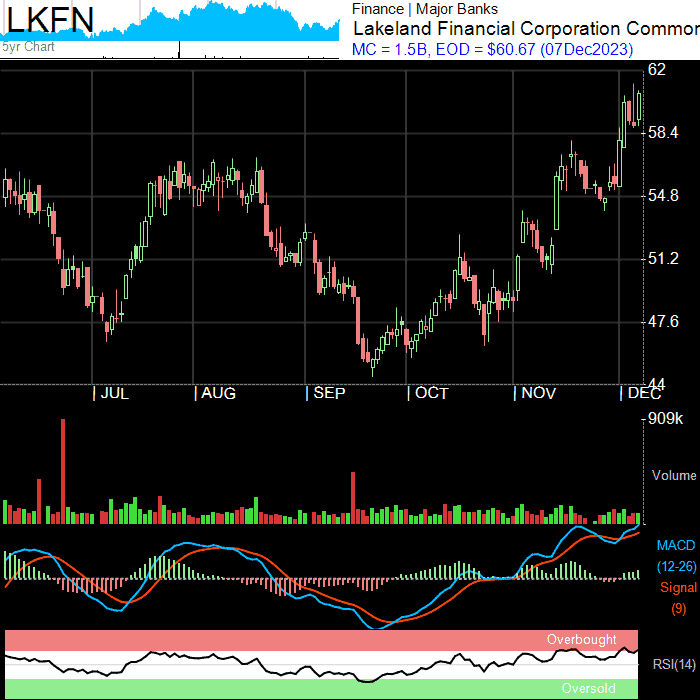 LKFN
5yr Chart
Finance | Major Banks
Lakeland Financial Corporation Common
MC = 1.5B, EOD = $60.67 (07Dec2023)
62
58.4
54.8
51.2
47.6
44
| JUL | AUG | SEP | OCT | NOV | DEC
909k
Volume
MACD
(12-26)
Signal
(9)
Overbought
RSI(14)
Oversold